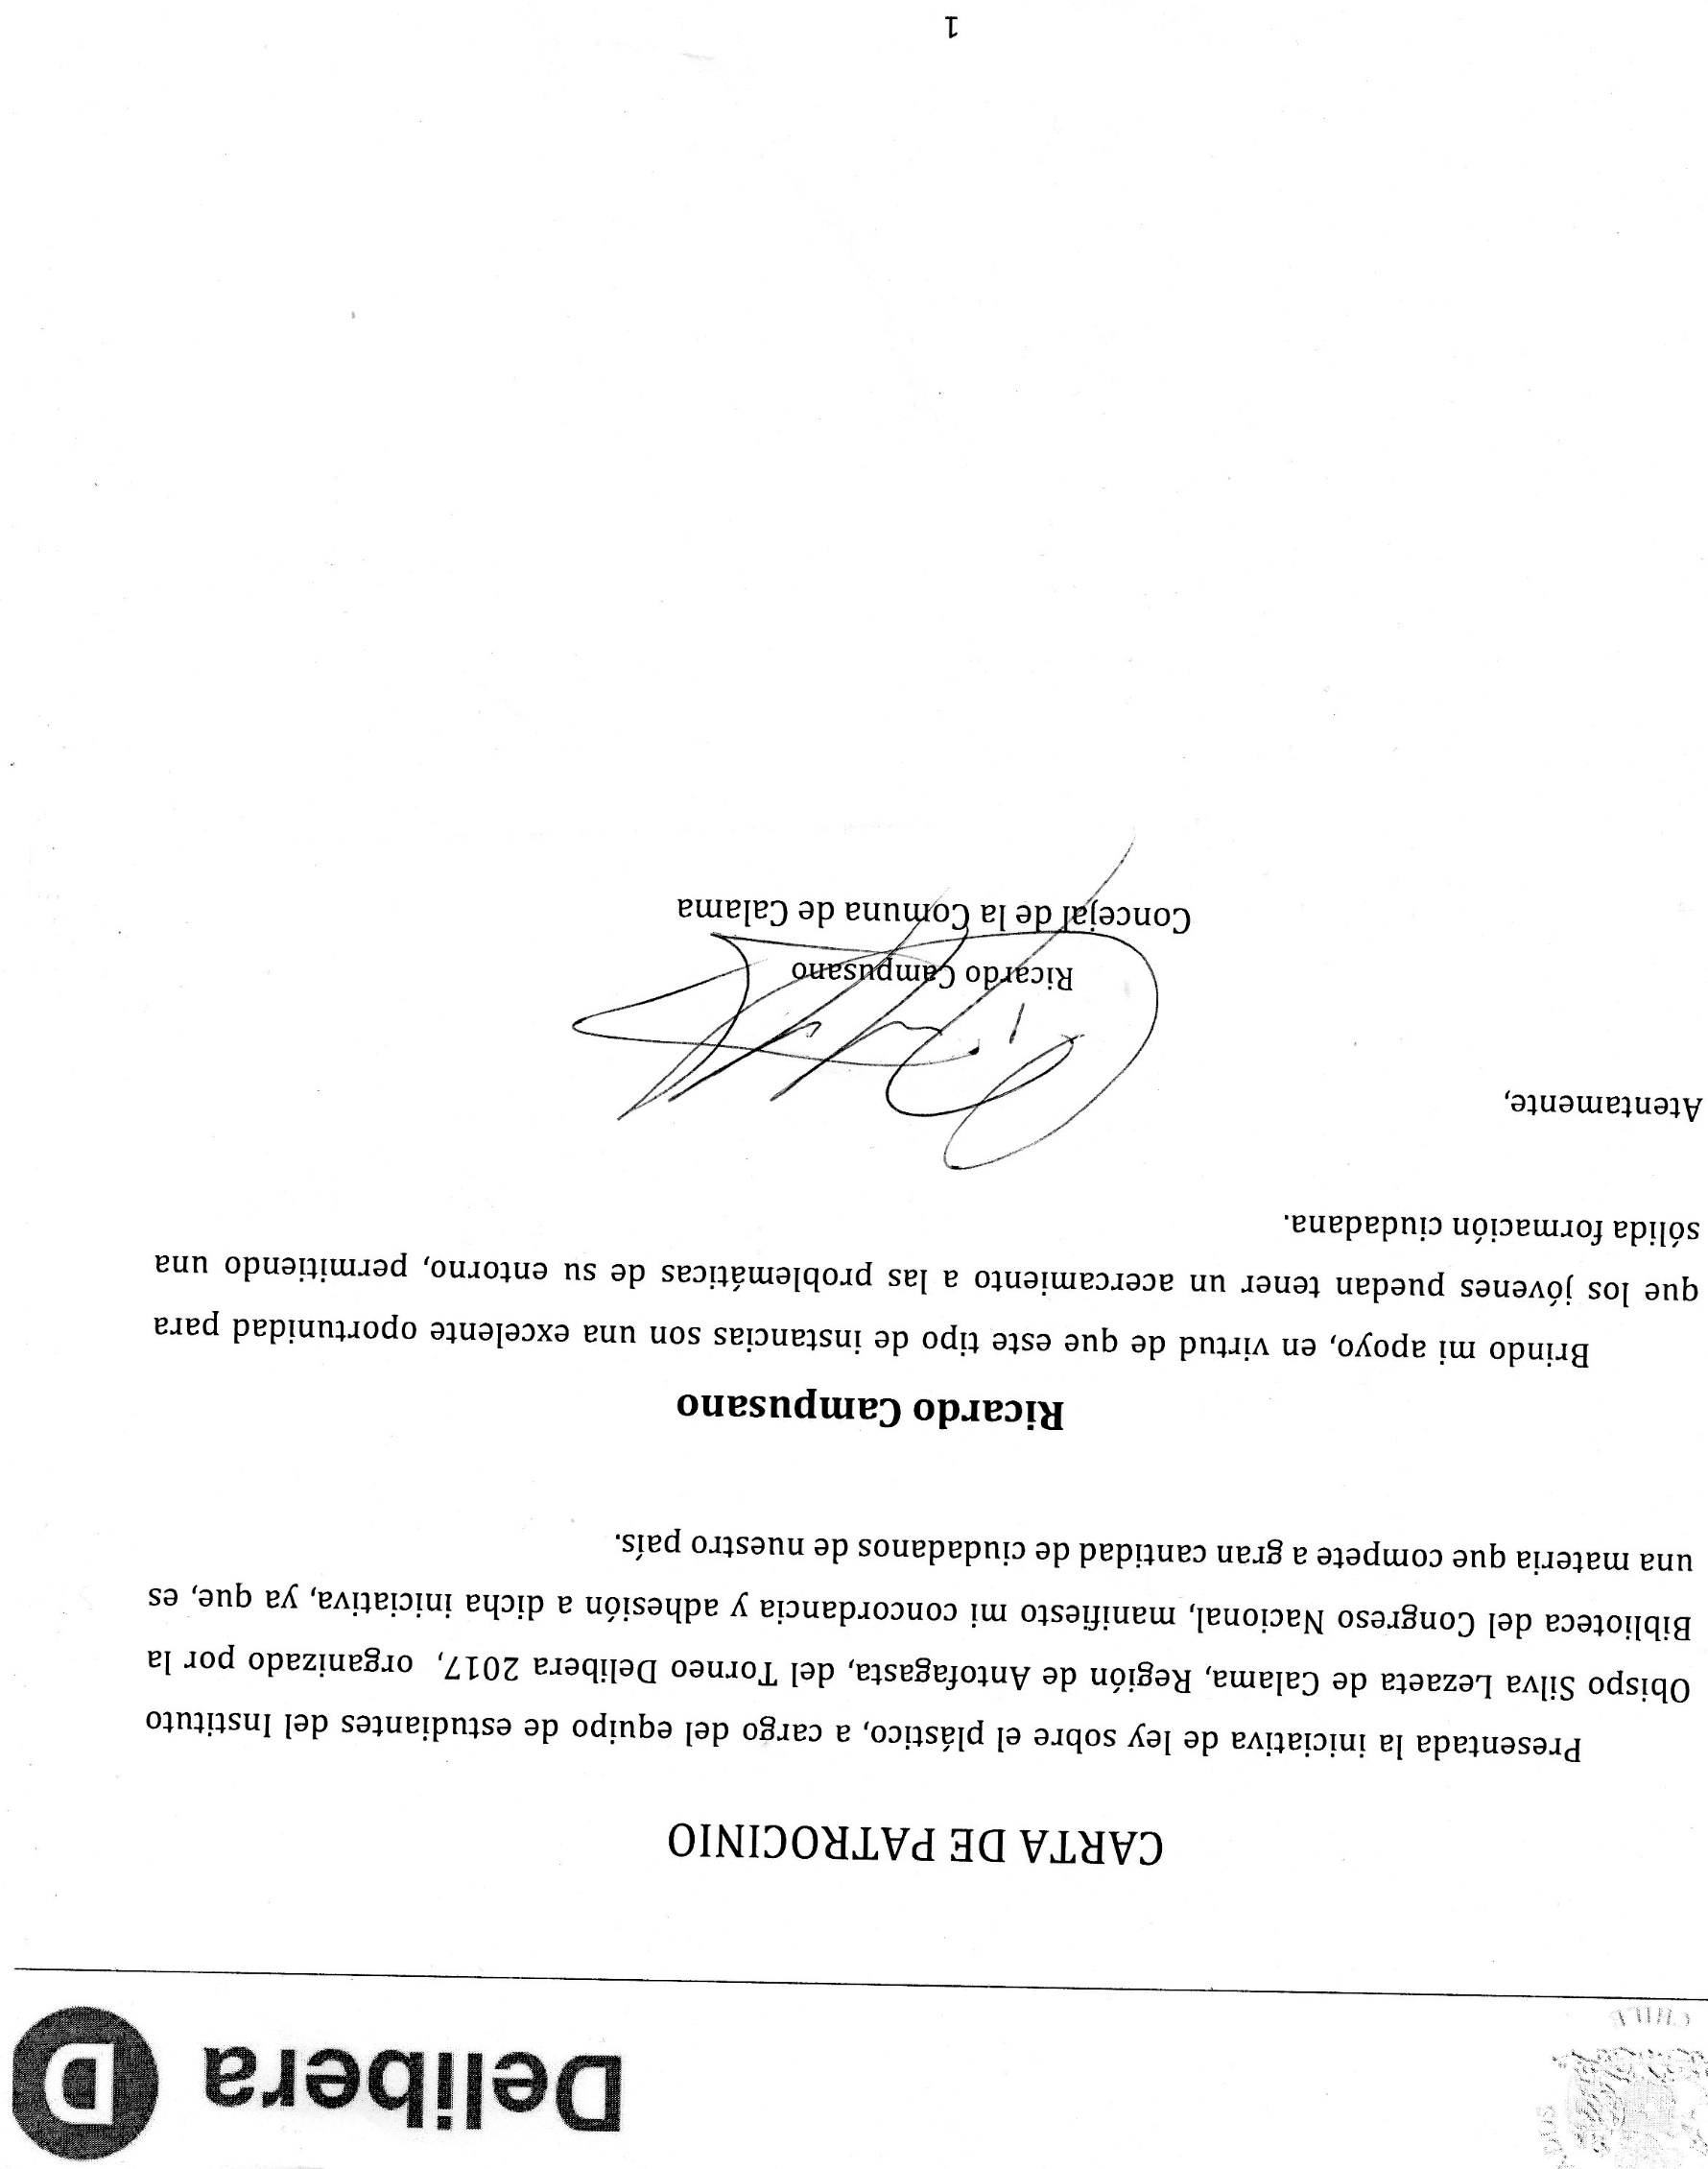 Delibera D
CHILE
CARTA DE PATROCINIO
Presentada la iniciativa de ley sobre el plástico, a cargo del equipo de estudiantes del Instituto
Obispo Silva Lezaeta de Calama, Región de Antofagasta, del Torneo Delibera 2017, organizado por la
Biblioteca del Congreso Nacional, manifiesto mi concordancia y adhesión a dicha iniciativa, ya que, es
una materia que compete a gran cantidad de ciudadanos de nuestro país.
Ricardo Campusano
Brindo mi apoyo, en virtud de que este tipo de instancias son una excelente oportunidad para
que los jóvenes puedan tener un acercamiento a las problemáticas de su entorno, permitiendo una
sólida formación ciudadana.
Atentamente,
Ricardo Campusano
Concejal de la Comuna de Calama
1